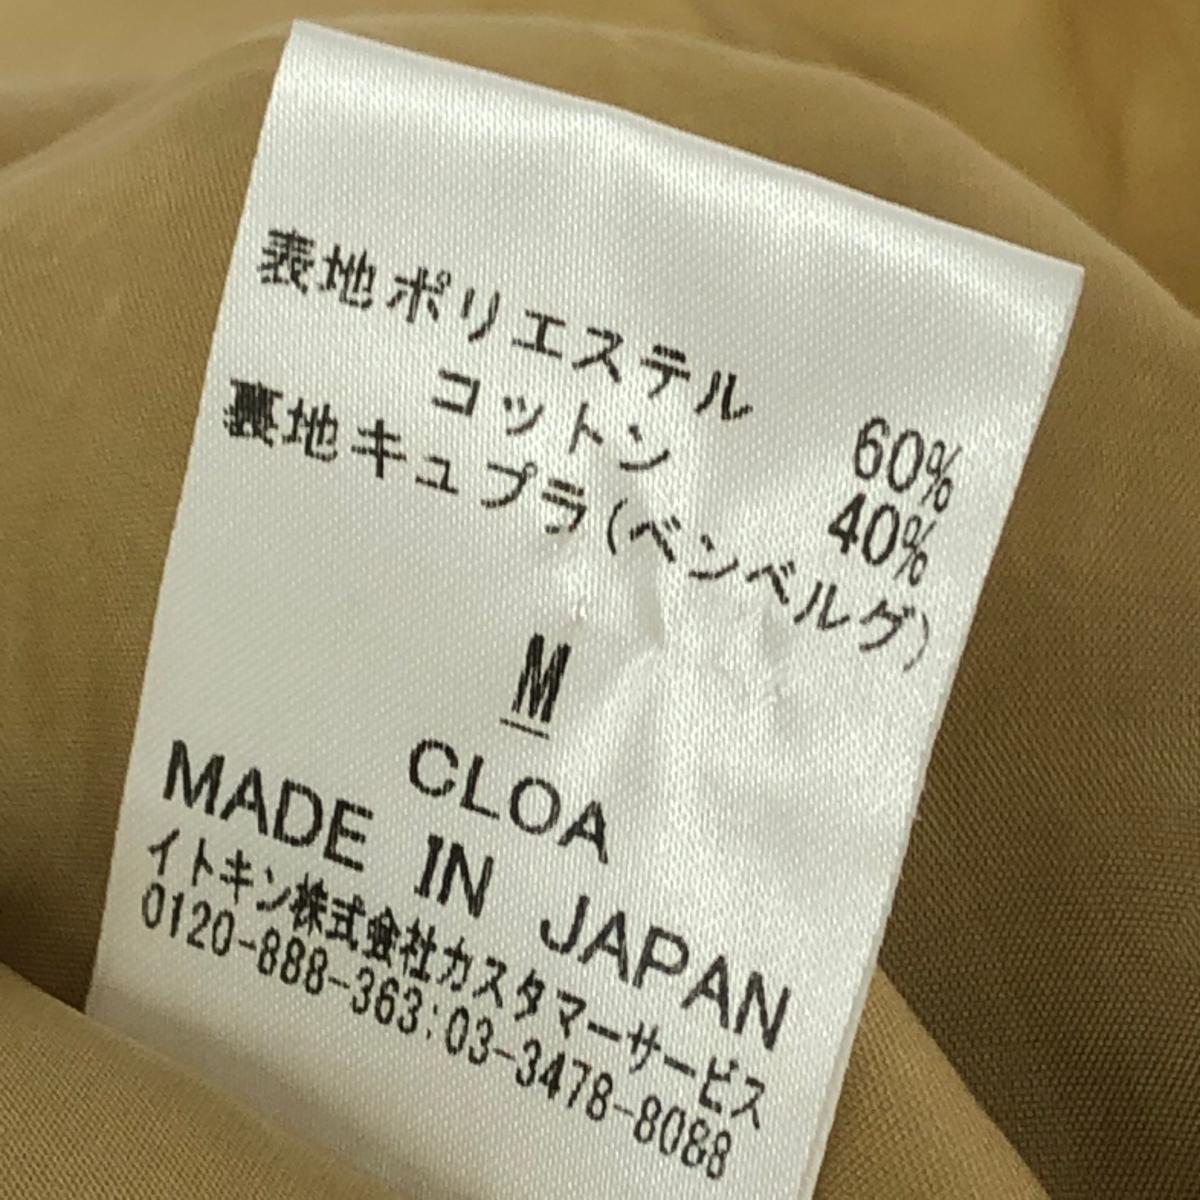 表地ポリエステル 60%
コットン 40%
裏地キュプラ(ベンベルグ)
M
CLOA
MADE IN JAPAN
イトキン株式会社カスタマーサービス
0120-888-363:03-3478-8088